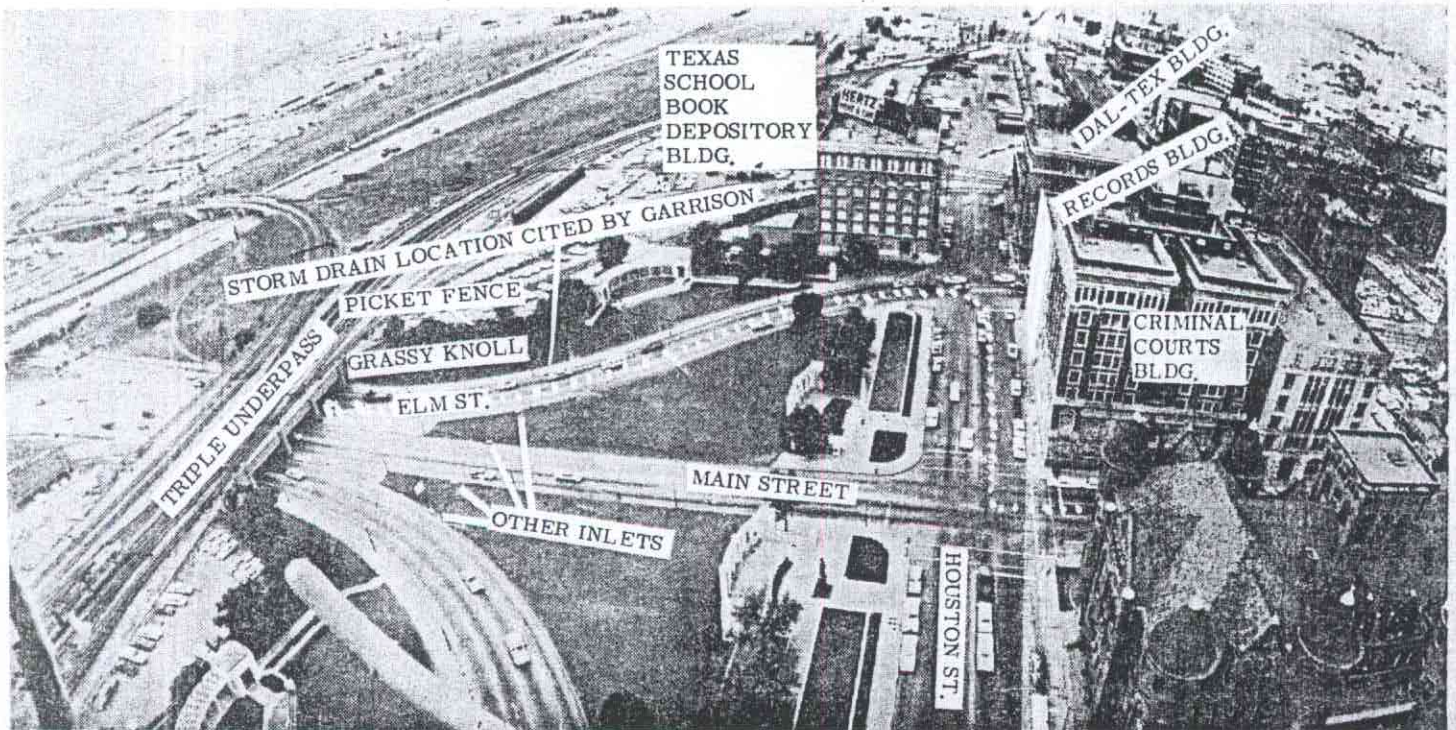 TEXAS
SCHOOL
BOOK
DEPOSITORY
BLDG.
HERTZ
DAL-TEX BLDG.
RECORDS BLDG.
STORM DRAIN LOCATION CITED BY GARRISON
PICKET FENCE
GRASSY KNOLL
ELM ST.
TRIPLE UNDERPASS
CRIMINAL
COURTS
BLDG.
MAIN STREET
OTHER INLETS
HOUSTON ST.